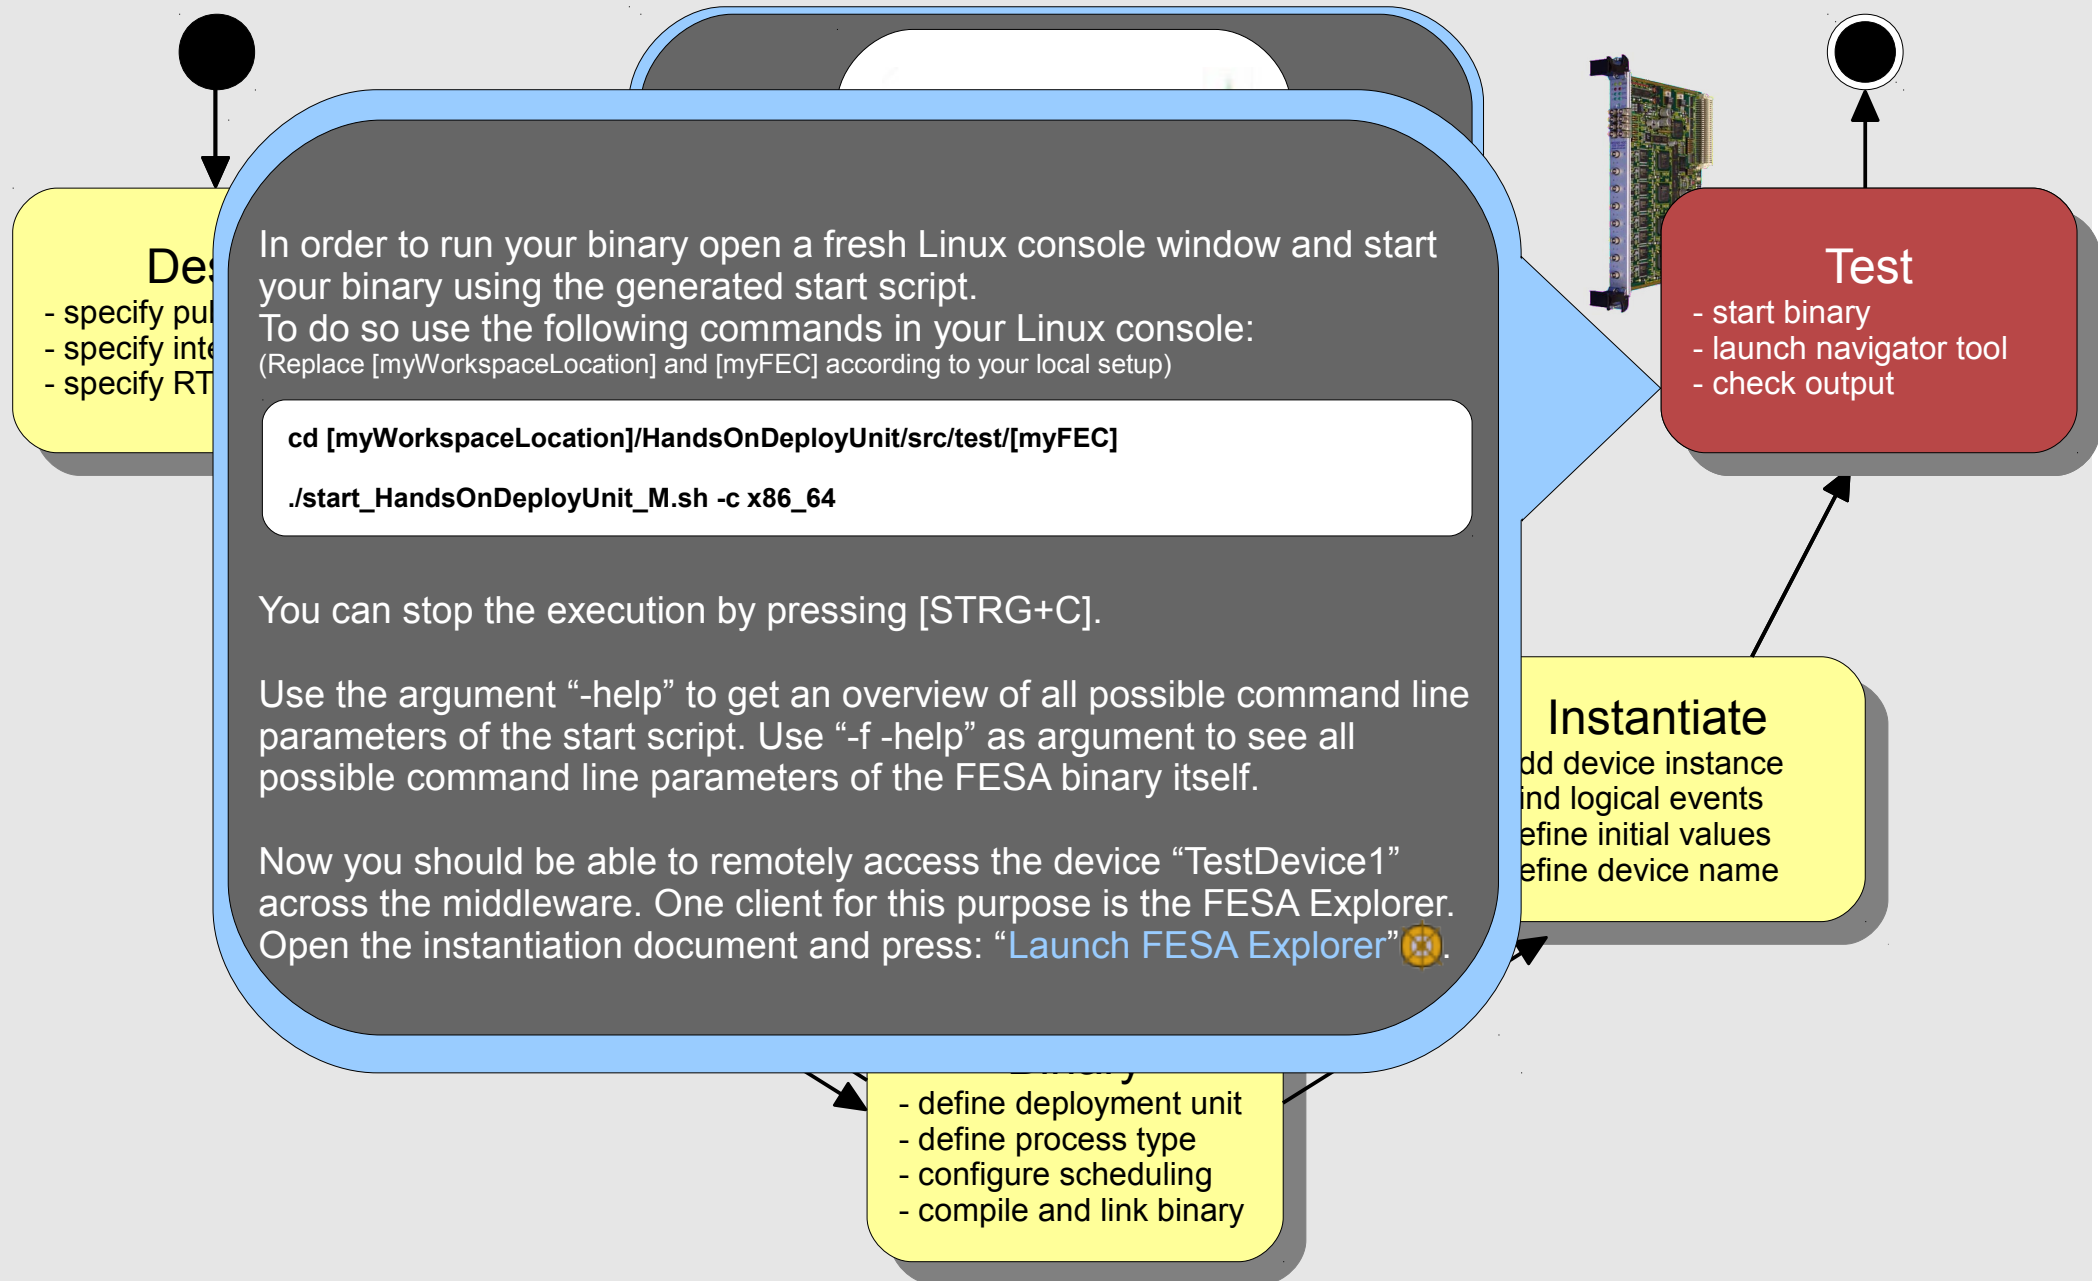 Des
- specify pu
- specify inte
- specify RT
In order to run your binary open a fresh Linux console window and start
your binary using the generated start script.
To do so use the following commands in your Linux console:
(Replace [myWorkspaceLocation] and [myFEC] according to your local setup)
cd [myWorkspaceLocation]/HandsOnDeployUnit/src/test/[myFEC]
./start_HandsOnDeployUnit_M.sh -c x86_64
You can stop the execution by pressing [STRG+C].
Use the argument “-help” to get an overview of all possible command line
parameters of the start script. Use “-f -help” as argument to see all
possible command line parameters of the FESA binary itself.
Now you should be able to remotely access the device “TestDevice1”
across the middleware. One client for this purpose is the FESA Explorer.
Open the instantiation document and press: “Launch FESA Explorer”.
Test
- start binary
- launch navigator tool
- check output
Instantiate
dd device instance
ind logical events
efine initial values
efine device name
Binary
- define deployment unit
- define process type
- configure scheduling
- compile and link binary